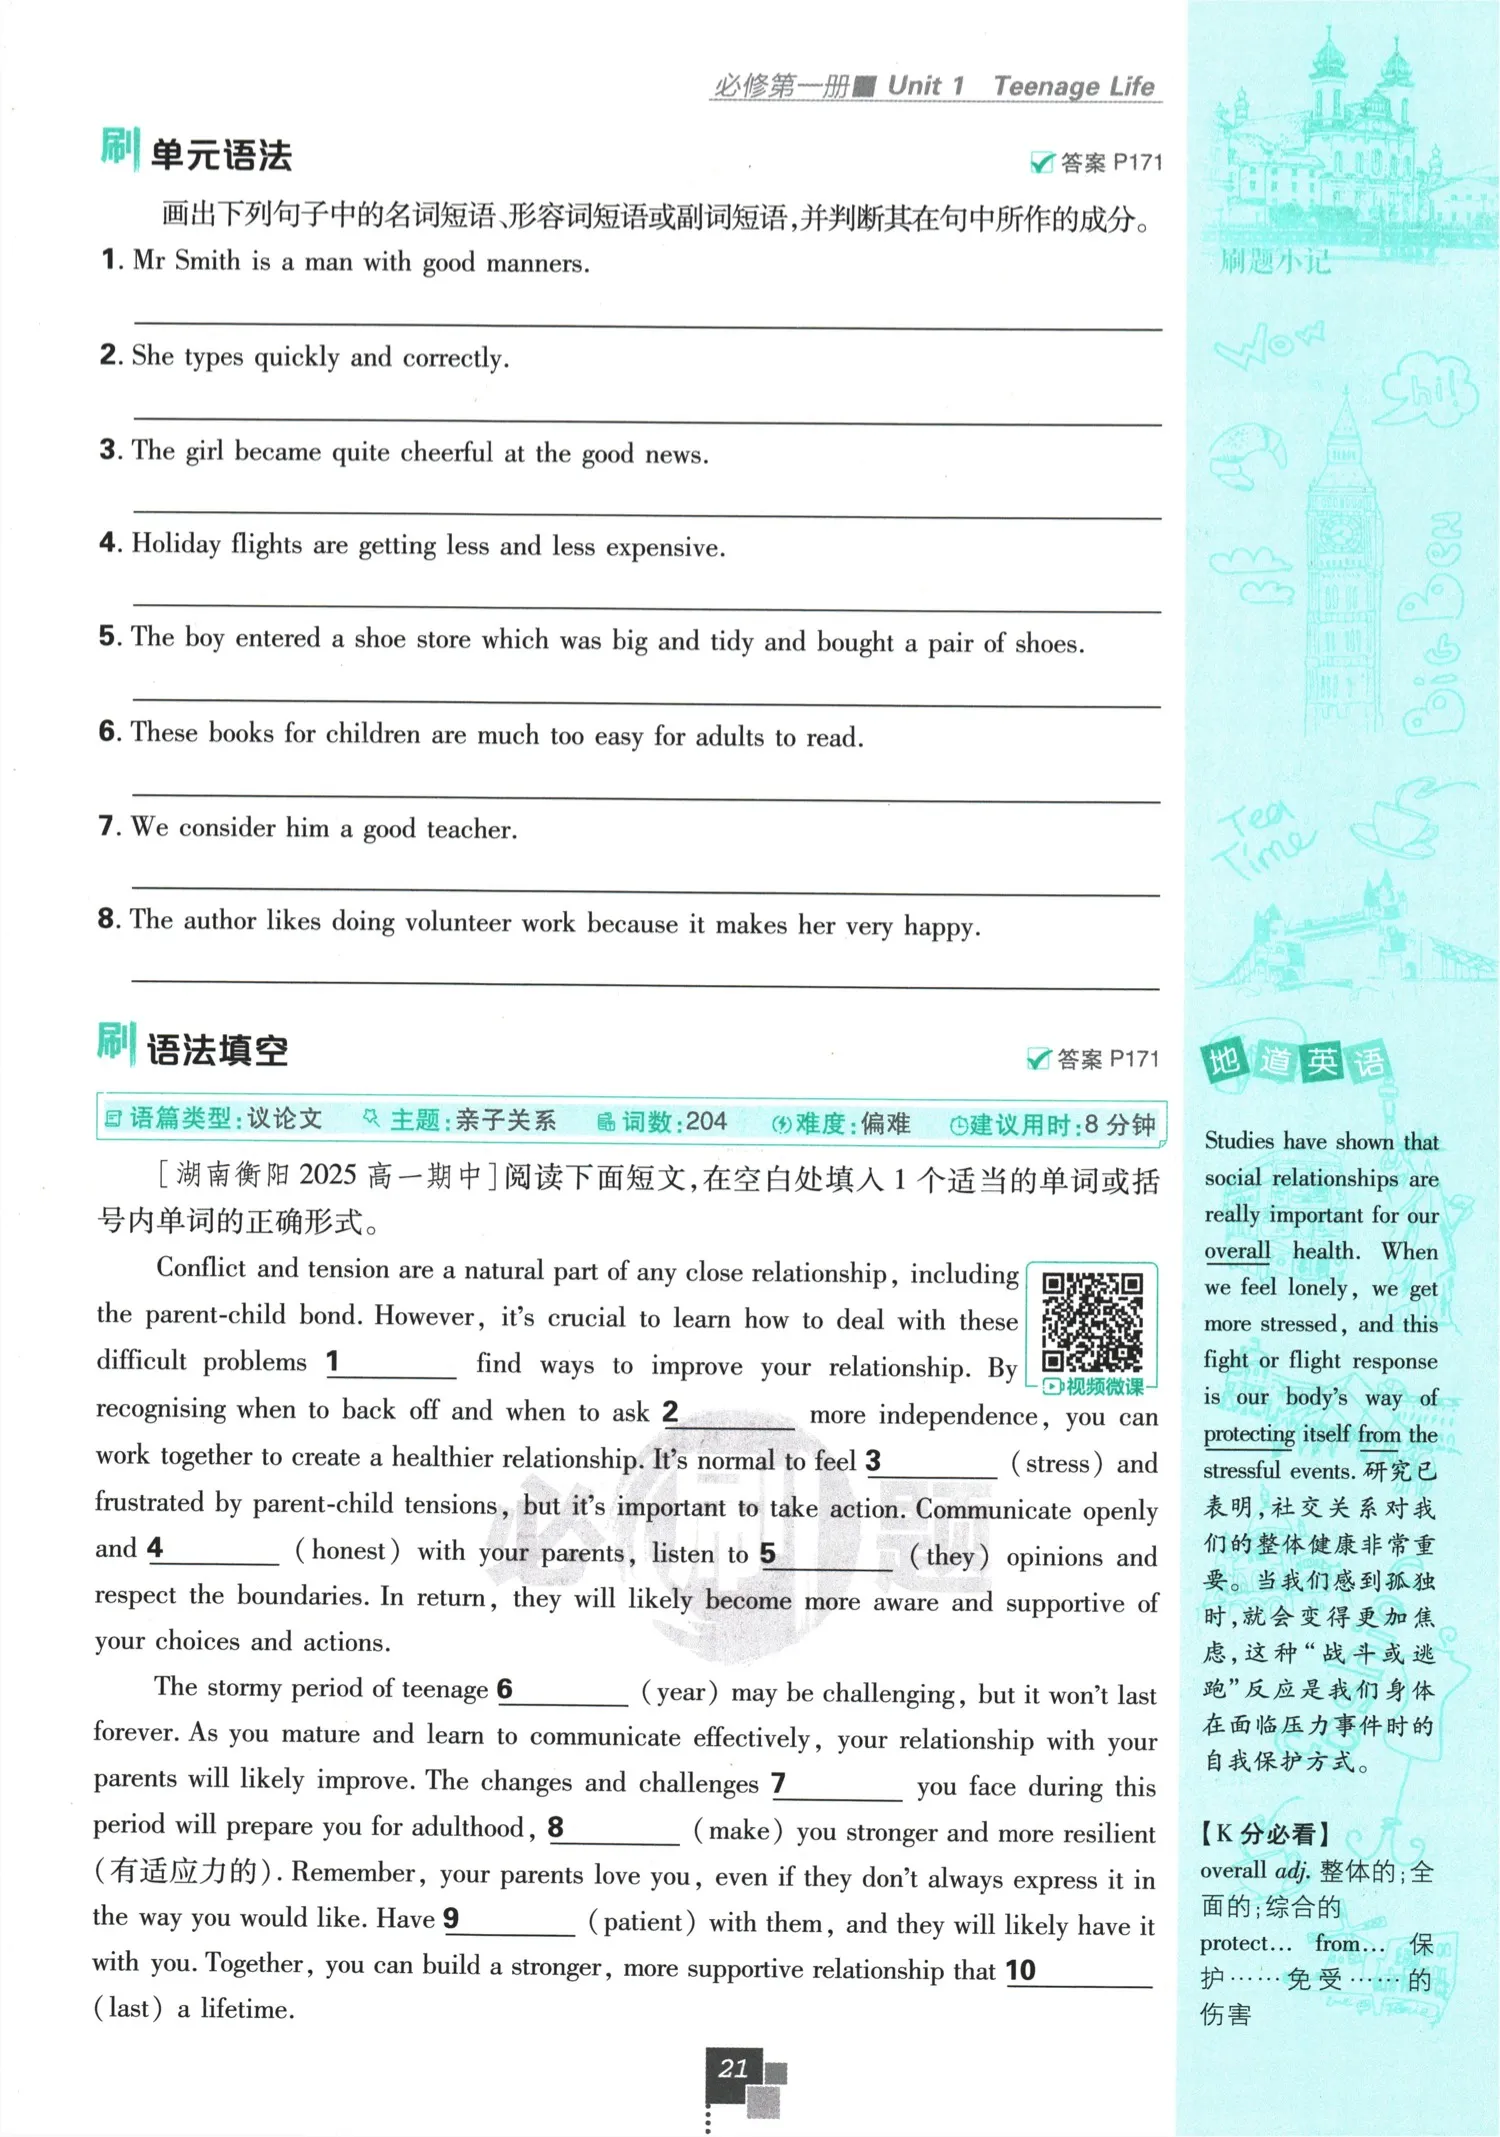 必修第一册 Unit 1 Teenage Life
刷 单元语法
答案 P171
画出下列句子中的名词短语、形容词短语或副词短语,并判断其在句中所作的成分。
1. Mr Smith is a man with good manners.
2. She types quickly and correctly.
3. The girl became quite cheerful at the good news.
4. Holiday flights are getting less and less expensive.
5. The boy entered a shoe store which was big and tidy and bought a pair of shoes.
6. These books for children are much too easy for adults to read.
7. We consider him a good teacher.
8. The author likes doing volunteer work because it makes her very happy.
刷 语法填空
答案 P171
语篇类型:议论文 主题:亲子关系 词数:204 难度:偏难 建议用时:8 分钟
[湖南衡阳 2025 高一期中]阅读下面短文,在空白处填入 1 个适当的单词或括
号内单词的正确形式。
Conflict and tension are a natural part of any close relationship, including
the parent-child bond. However, it's crucial to learn how to deal with these
difficult problems 1 find ways to improve your relationship. By
recognising when to back off and when to ask 2 more independence, you can
work together to create a healthier relationship. It's normal to feel 3 (stress) and
frustrated by parent-child tensions, but it's important to take action. Communicate openly
and 4 (honest) with your parents, listen to 5 (they) opinions and
respect the boundaries. In return, they will likely become more aware and supportive of
your choices and actions.
The stormy period of teenage 6 (year) may be challenging, but it won't last
forever. As you mature and learn to communicate effectively, your relationship with your
parents will likely improve. The changes and challenges 7 you face during this
period will prepare you for adulthood, 8 (make) you stronger and more resilient
(有适应力的). Remember, your parents love you, even if they don't always express it in
the way you would like. Have 9 (patient) with them, and they will likely have it
with you. Together, you can build a stronger, more supportive relationship that 10
(last) a lifetime.
视频微课
必刷题
21
刷题小记
Wow
hi!
Big Ben
Tea
Time
地道英语
Studies have shown that
social relationships are
really important for our
overall health. When
we feel lonely, we get
more stressed, and this
fight or flight response
is our body's way of
protecting itself from the
stressful events. 研究已
表明,社交关系对我
们的整体健康非常重
要。当我们感到孤独
时,就会变得更加焦
虑,这种“战斗或逃
跑”反应是我们身体
在面临压力事件时的
自我保护方式。
【K 分必看】
overall adj. 整体的;全
面的;综合的
protect... from... 保
护……免受……的
伤害